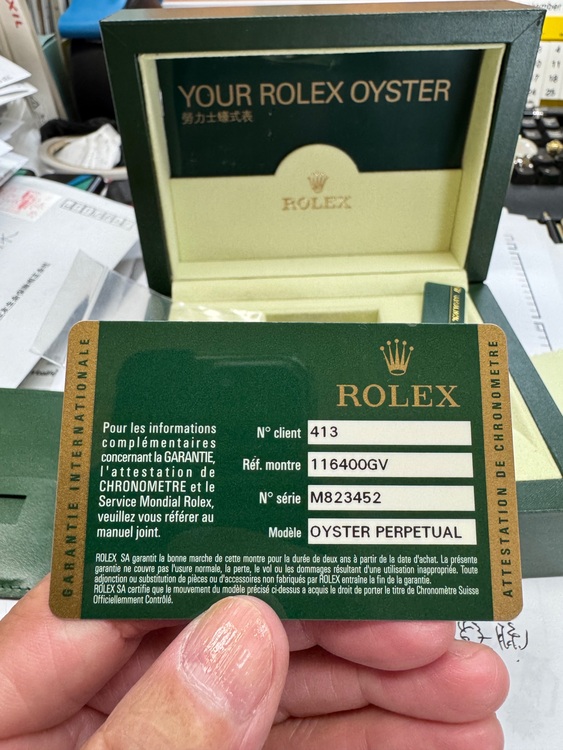 YOUR ROLEX OYSTER
勞力士蠔式表
ROLEX
GARANTIE INTERNATIONALE
ROLEX
Pour les informations
complémentaires
concernant la GARANTIE,
l'attestation de
CHRONOMETRE et le
Service Mondial Rolex,
veuillez vous référer au
manuel joint.
N° client 413
Réf. montre 116400GV
N° série M823452
Modèle OYSTER PERPETUAL
ROLEX SA garantit la bonne marche de cette montre pour la durée de deux ans à partir de la date d'achat. La présente
garantie ne couvre pas l'usure normale, la perte, le vol ou les dommages résultant d'une utilisation inappropriée. Toute
adjonction ou substitution de pièces ou d'accessoires non fabriqués par ROLEX entraîne la fin de la garantie.
ROLEX SA certifie que le mouvement du modèle précisé ci-dessus a acquis le droit de porter le titre de Chronomètre Suisse
Officiellement Contrôlé.
ATTESTATION DE CHRONOMETRE